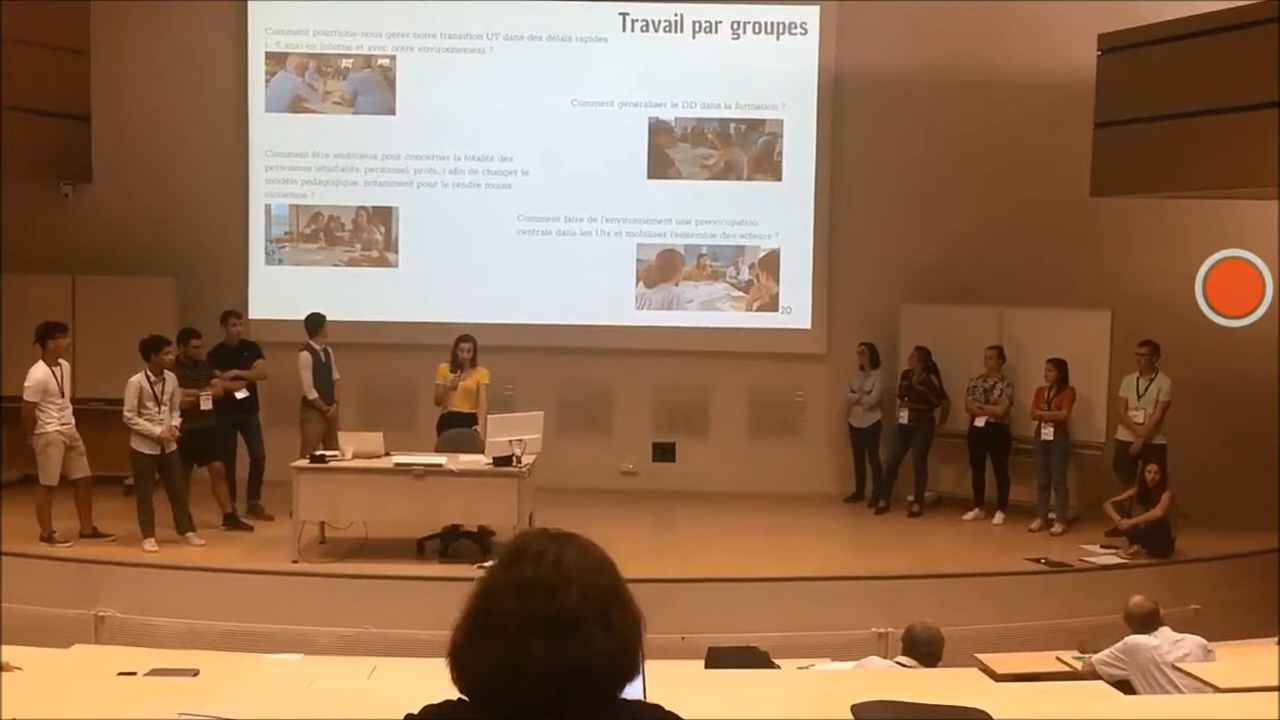 Travail par groupes
Comment pourrions-nous gérer notre transition UT dans des délais rapides
(- 5 ans) en interne et avec notre environnement ?
Comment généraliser le DD dans la formation ?
Comment être ambitieux pour concerner la totalité des
personnes (étudiants, personnel, profs..) afin de changer le
modèle pédagogique, notamment pour le rendre moins
Comment faire de l'environnement une préoccupation
centrale dans les Uts et mobiliser l'ensemble des acteurs ?
20